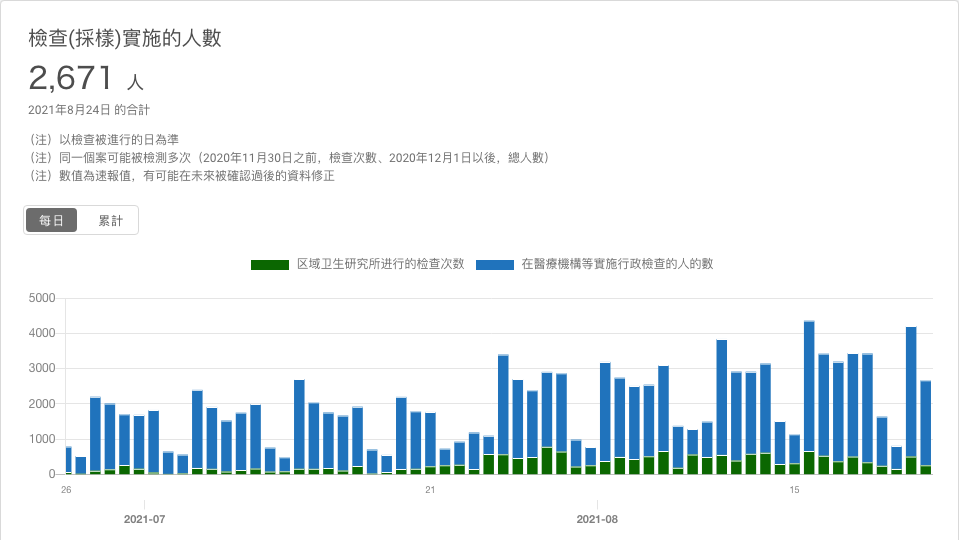 檢查(採樣)實施的人數
2,671 人
2021年8月24日 的合計
（注）以檢查被進行的日為準
（注）同一個案可能被檢測多次（2020年11月30日之前，檢查次數、2020年12月1日以後，總人數）
（注）數值為速報值，有可能在未來被確認過後的資料修正
每日 累計
区域卫生研究所进行的检查次数 在醫療機構等實施行政檢查的人的數
5000
4000
3000
2000
1000
0
26 21 15
2021-07 2021-08